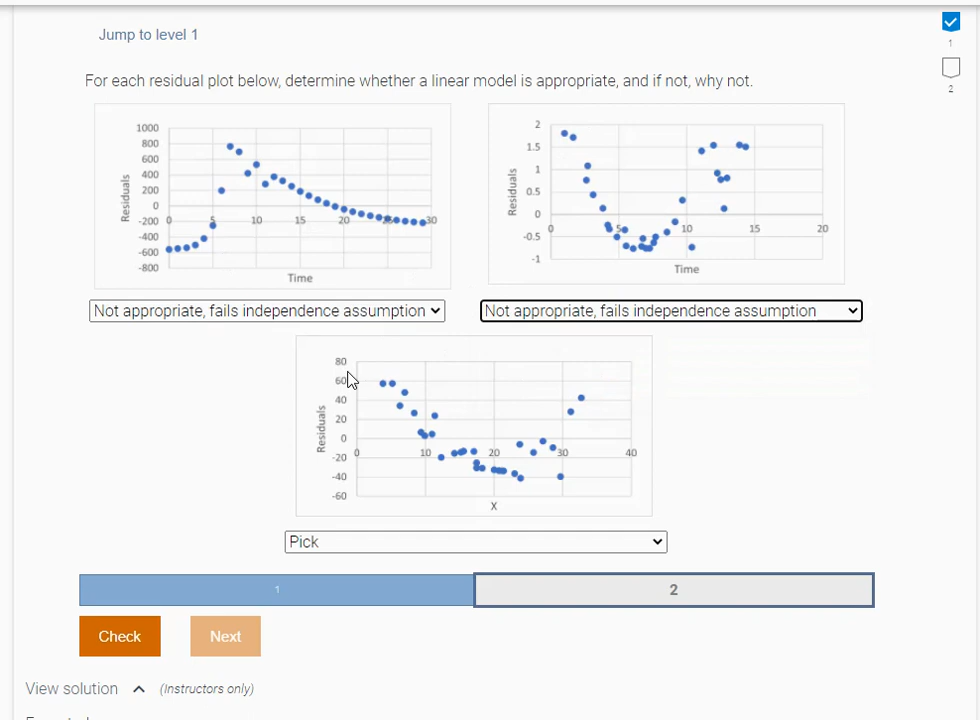 Jump to level 1
1
2
For each residual plot below, determine whether a linear model is appropriate, and if not, why not.
1000
800
600
400
200
0
-200
-400
-600
-800
0 5 10 15 20 25 30
Residuals
Time
2
1.5
1
0.5
0
-0.5
-1
0 5 10 15 20
Residuals
Time
Not appropriate, fails independence assumption
Not appropriate, fails independence assumption
80
60
40
20
0
-20
-40
-60
0 10 20 30 40
Residuals
X
Pick
1 2
Check Next
View solution (Instructors only)